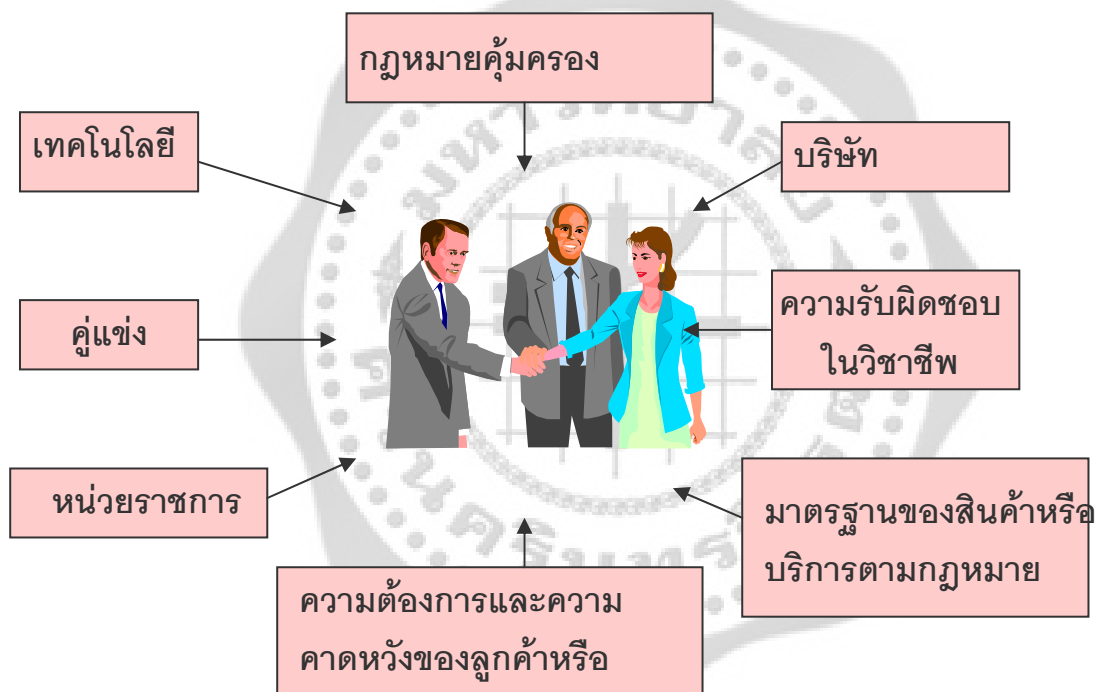 กฎหมายคุ้มครอง
เทคโนโลยี
บริษัท
คู่แข่ง
ความรับผิดชอบ
ในวิชาชีพ
หน่วยราชการ
มาตรฐานของสินค้าหรือ
บริการตามกฎหมาย
ความต้องการและความ
คาดหวังของลูกค้าหรือ